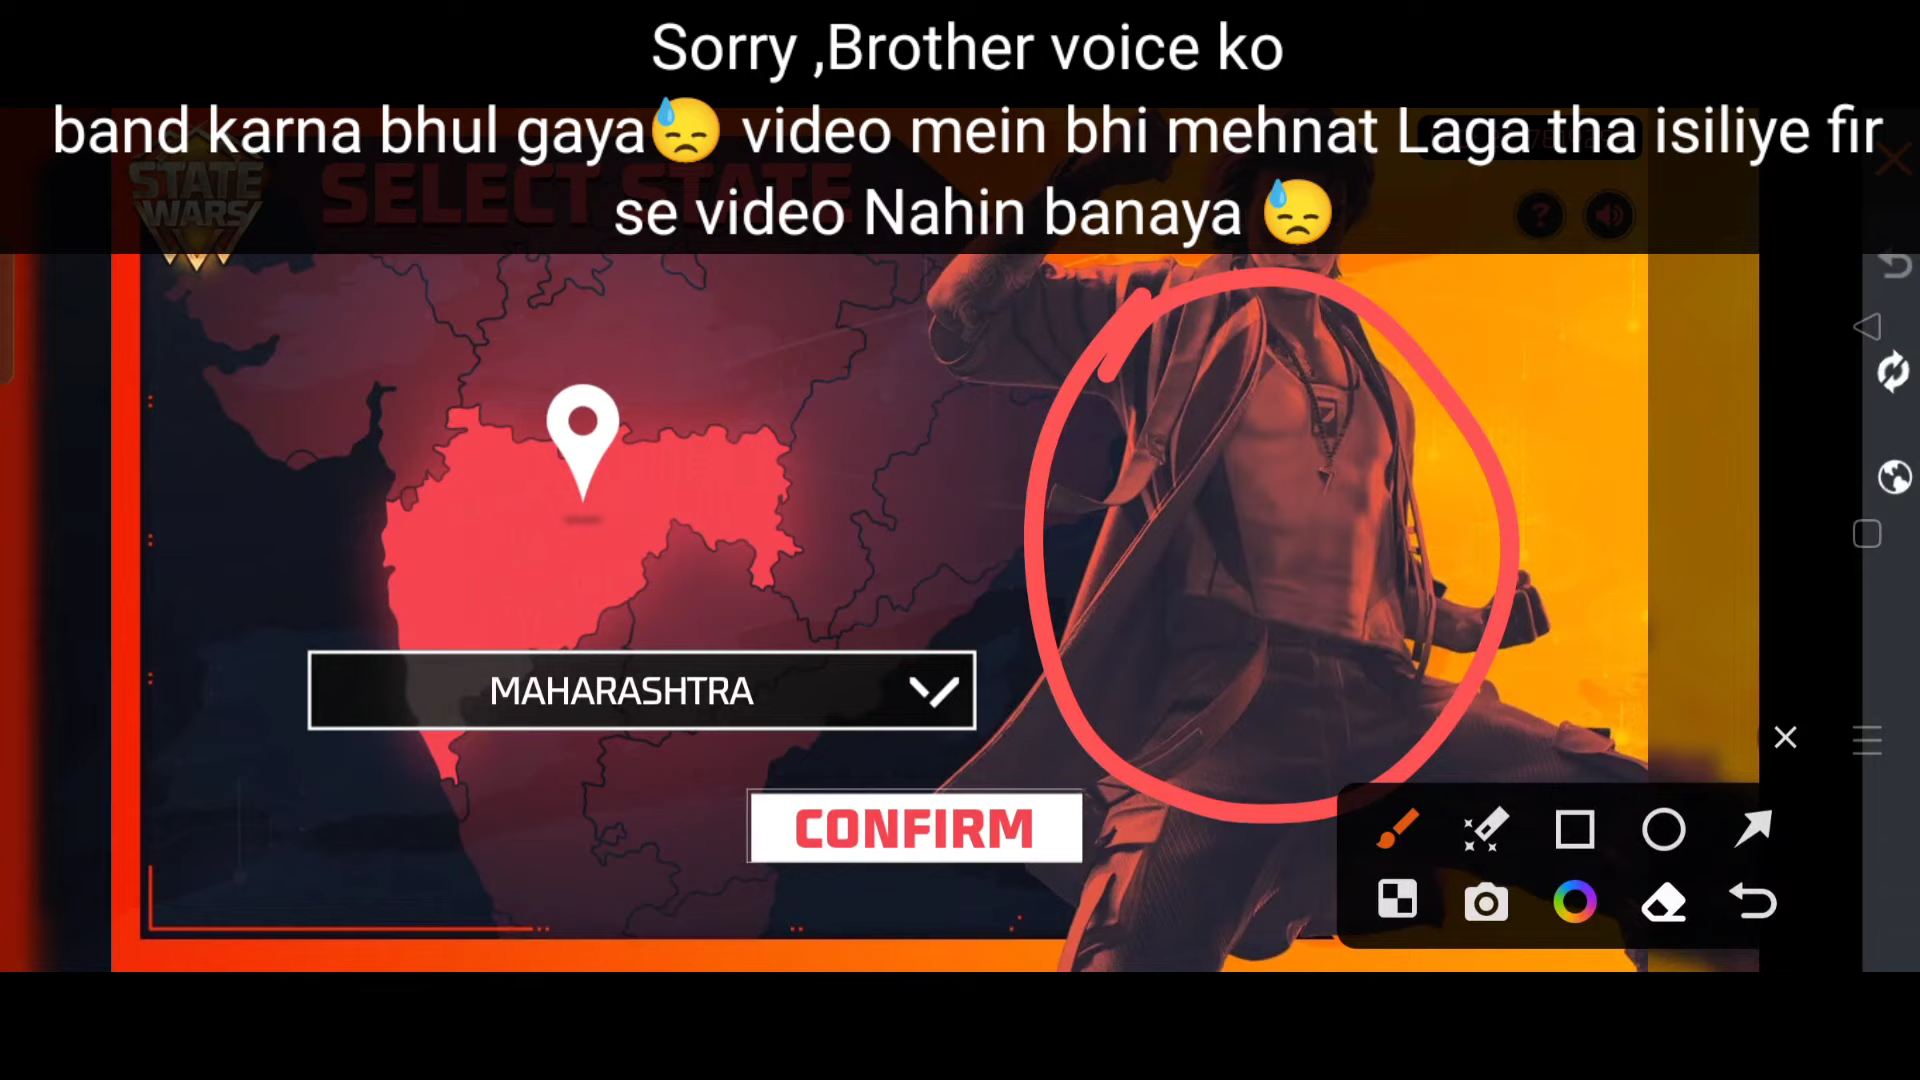 Sorry ,Brother voice ko
band karna bhul gaya😓 video mein bhi mehnat Laga tha isiliye fir
se video Nahin banaya 😓
STATE
WARS
SELECT STATE
?
MAHARASHTRA
CONFIRM